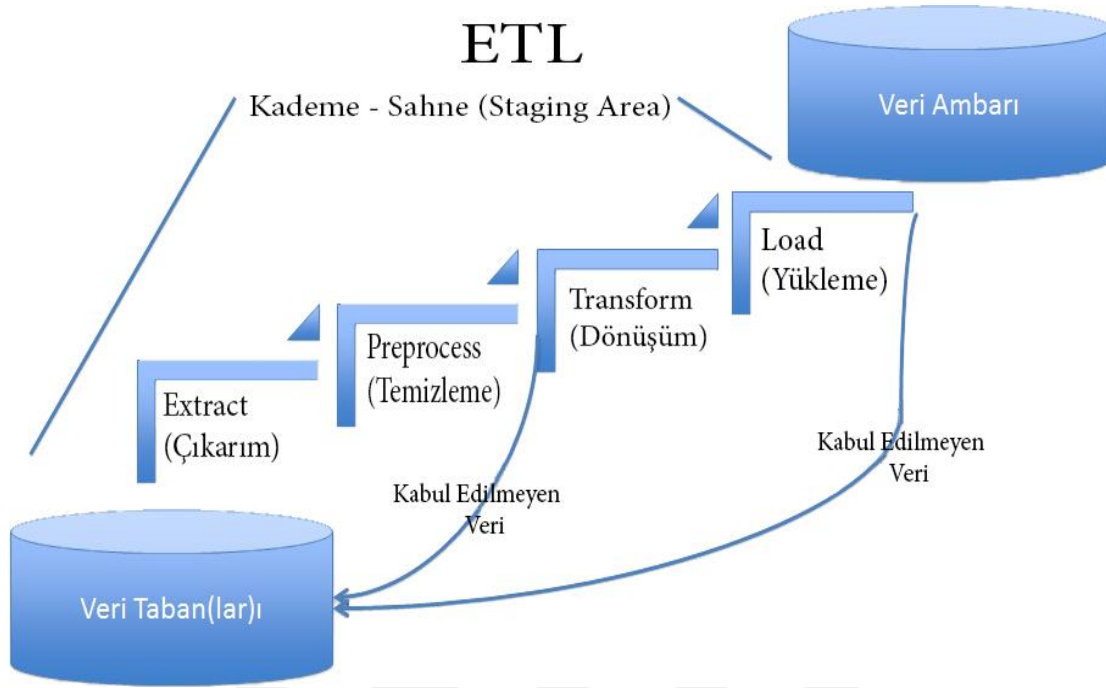 ETL
Kademe - Sahne (Staging Area)
Veri Ambarı
Load
(Yükleme)
Transform
(Dönüşüm)
Preprocess
(Temizleme)
Extract
(Çıkarım)
Kabul Edilmeyen
Veri
Kabul Edilmeyen
Veri
Veri Taban(lar)ı